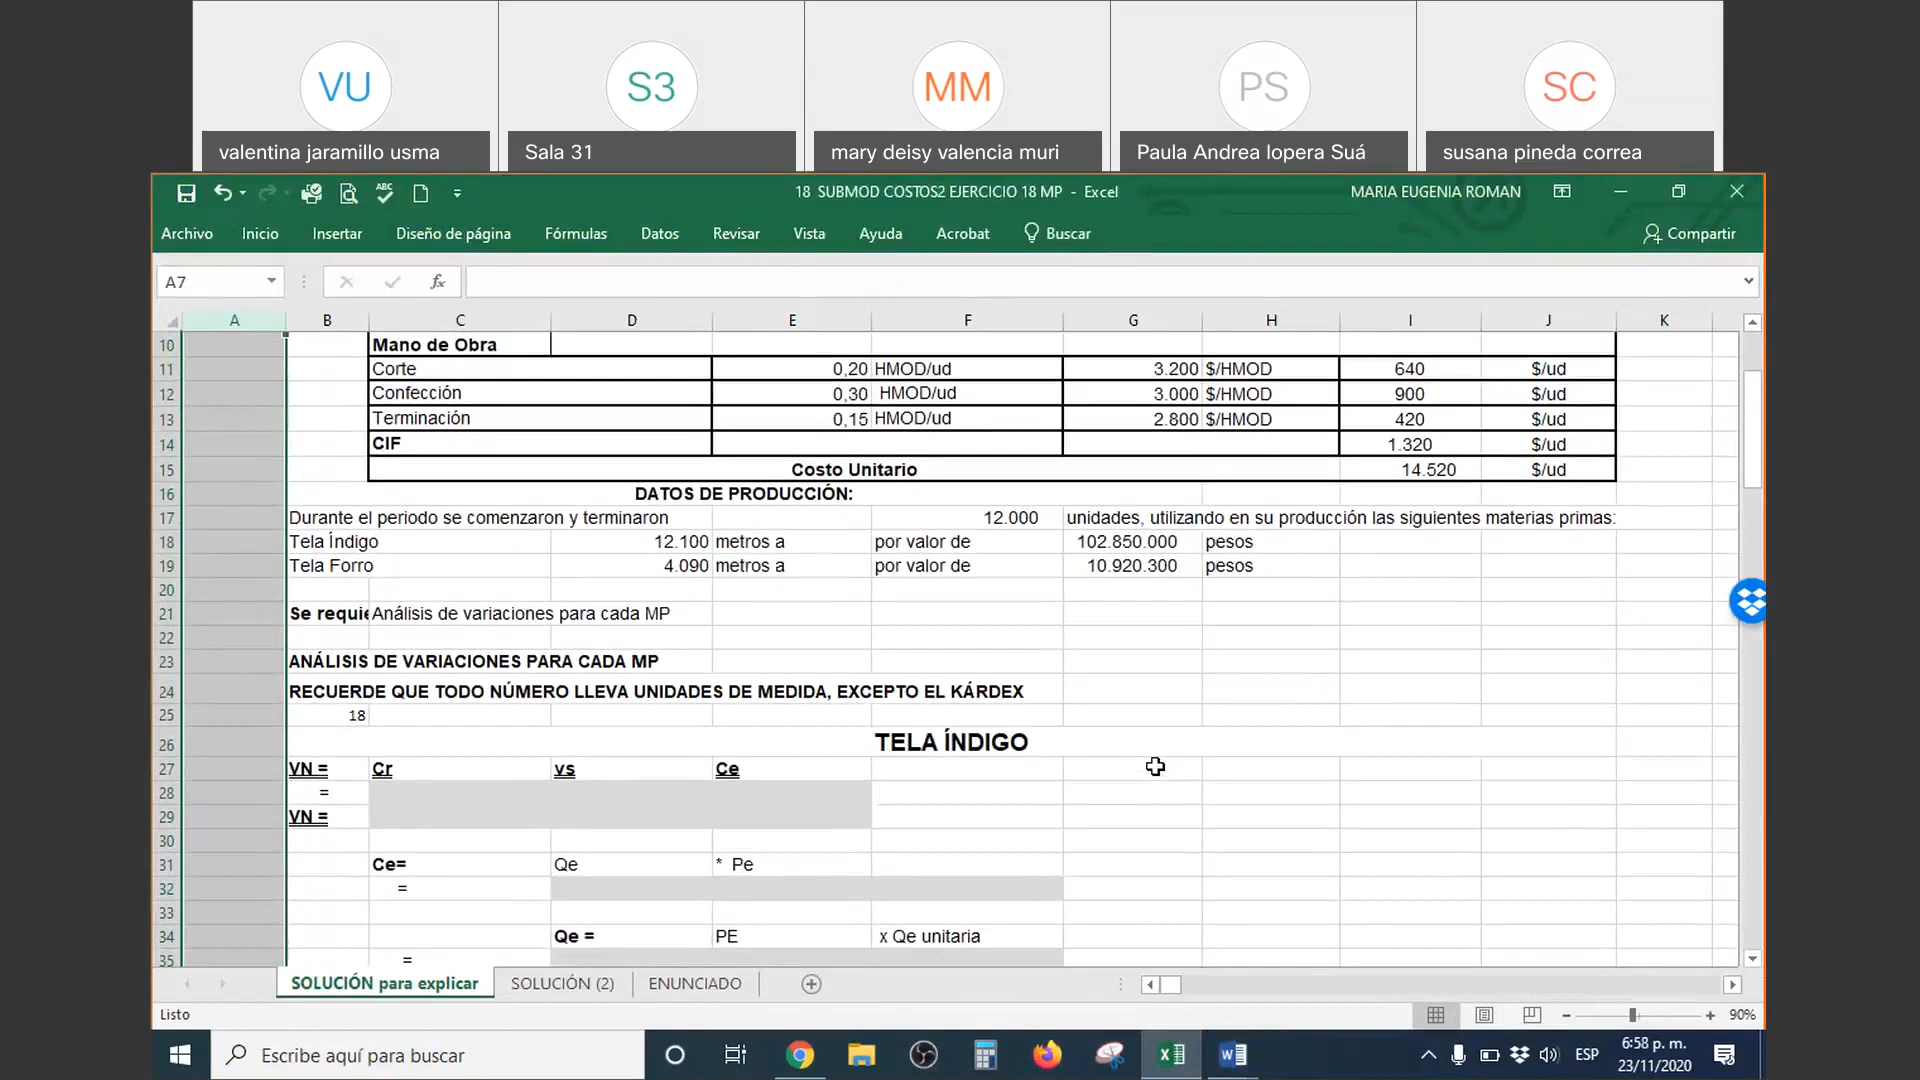 VU S3 MM PS SC
valentina jaramillo usma Sala 31 mary deisy valencia muri Paula Andrea lopera Suá susana pineda correa
ABC 18 SUBMOD COSTOS2 EJERCICIO 18 MP - Excel MARIA EUGENIA ROMAN
Archivo Inicio Insertar Diseño de página Fórmulas Datos Revisar Vista Ayuda Acrobat Buscar Compartir
A7 fx
A B C D E F G H I J K
10 Mano de Obra
11 Corte 0,20 HMOD/ud 3.200 $/HMOD 640 $/ud
12 Confección 0,30 HMOD/ud 3.000 $/HMOD 900 $/ud
13 Terminación 0,15 HMOD/ud 2.800 $/HMOD 420 $/ud
14 CIF 1.320 $/ud
15 Costo Unitario 14.520 $/ud
16 DATOS DE PRODUCCIÓN:
17 Durante el periodo se comenzaron y terminaron 12.000 unidades, utilizando en su producción las siguientes materias primas:
18 Tela Índigo 12.100 metros a por valor de 102.850.000 pesos
19 Tela Forro 4.090 metros a por valor de 10.920.300 pesos
20
21 Se requie Análisis de variaciones para cada MP
22
23 ANÁLISIS DE VARIACIONES PARA CADA MP
24 RECUERDE QUE TODO NÚMERO LLEVA UNIDADES DE MEDIDA, EXCEPTO EL KÁRDEX
25 18
26 TELA ÍNDIGO
27 VN = Cr vs Ce
28 =
29 VN =
30
31 Ce= Qe * Pe
32 =
33
34 Qe = PE x Qe unitaria
35 =
SOLUCIÓN para explicar SOLUCIÓN (2) ENUNCIADO
Listo 90%
Escribe aquí para buscar ESP 6:58 p. m.
23/11/2020